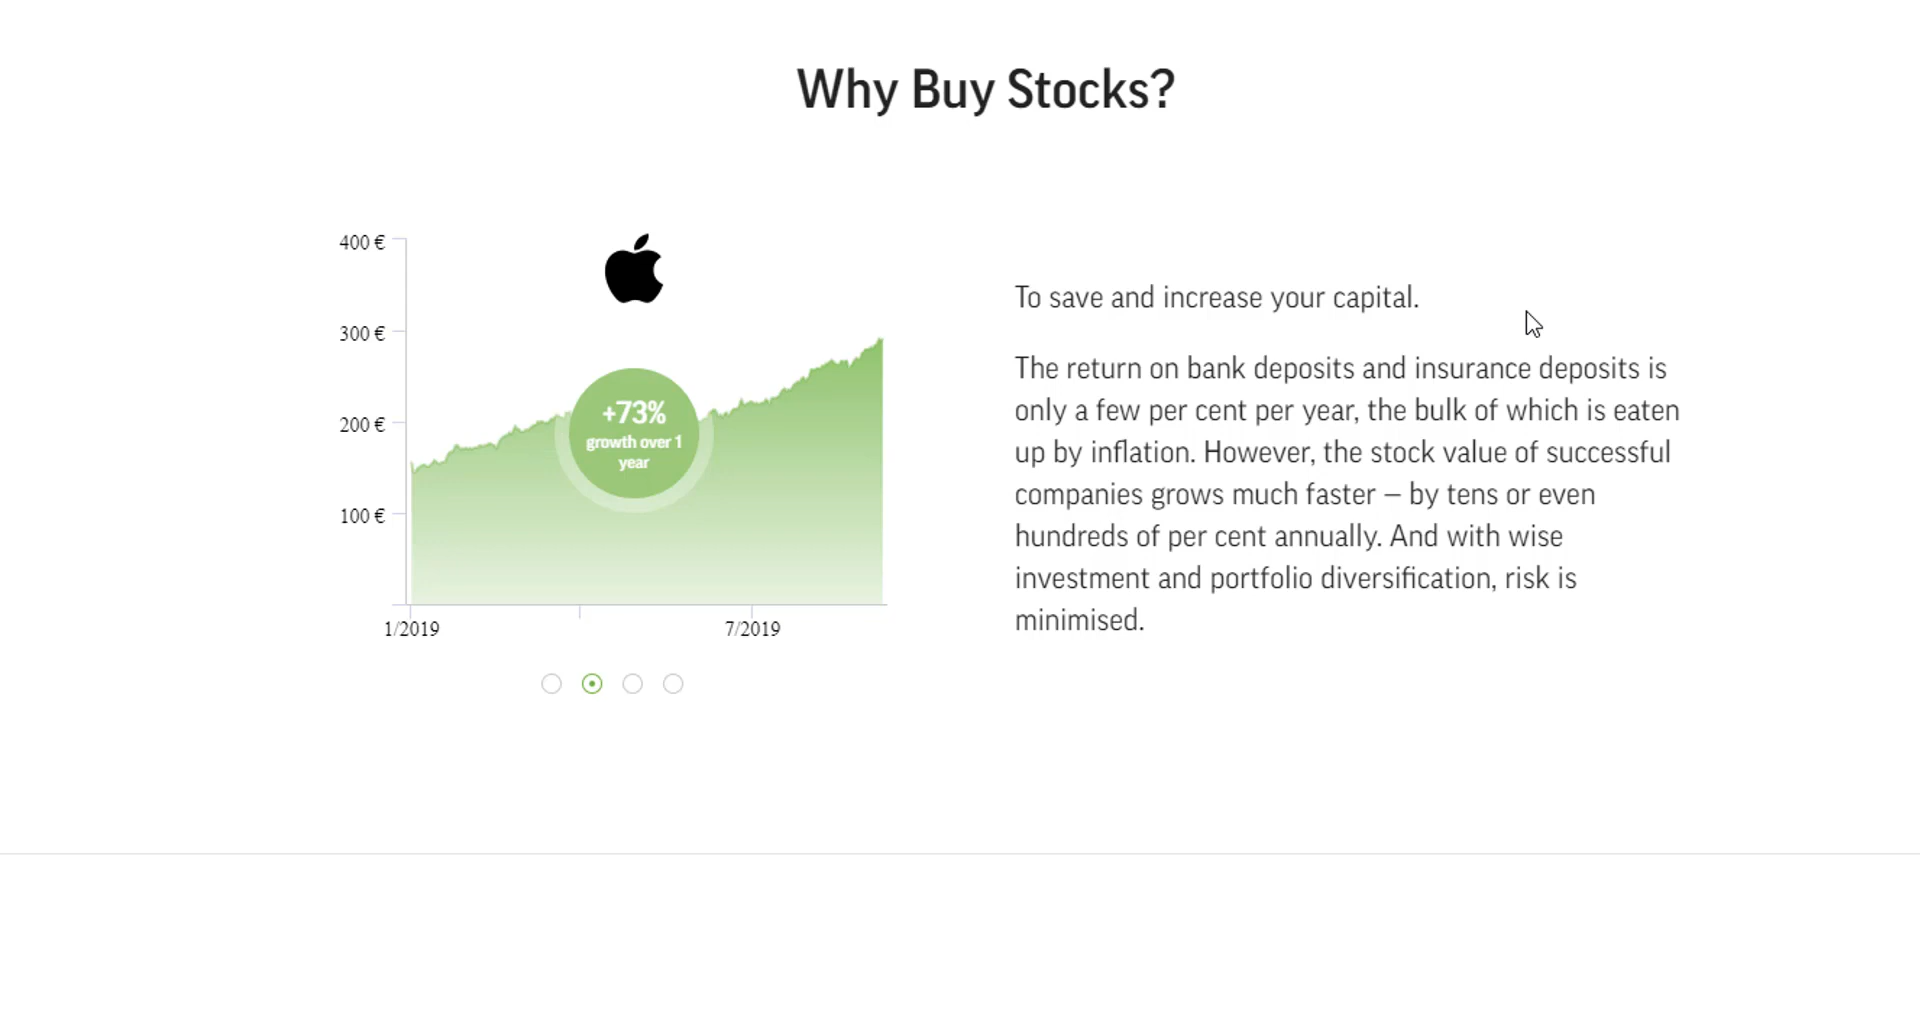 Why Buy Stocks?
400 €
300 €
200 €
100 €
+73%
growth over 1
year
1/2019
7/2019
To save and increase your capital.
The return on bank deposits and insurance deposits is
only a few per cent per year, the bulk of which is eaten
up by inflation. However, the stock value of successful
companies grows much faster – by tens or even
hundreds of per cent annually. And with wise
investment and portfolio diversification, risk is
minimised.